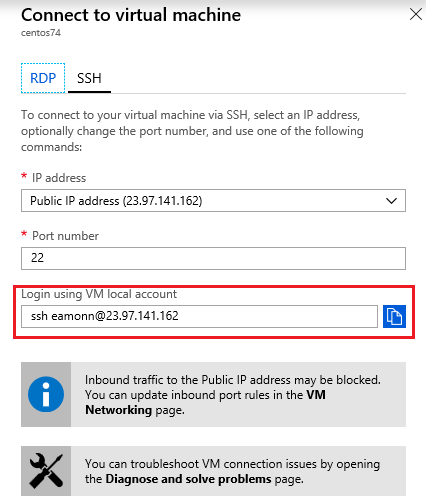 Connect to virtual machine
centos74
RDP SSH
To connect to your virtual machine via SSH, select an IP address,
optionally change the port number, and use one of the following
commands:
* IP address
Public IP address (23.97.141.162)
* Port number
22
Login using VM local account
ssh eamonn@23.97.141.162
Inbound traffic to the Public IP address may be blocked.
You can update inbound port rules in the VM
Networking page.
You can troubleshoot VM connection issues by opening
the Diagnose and solve problems page.